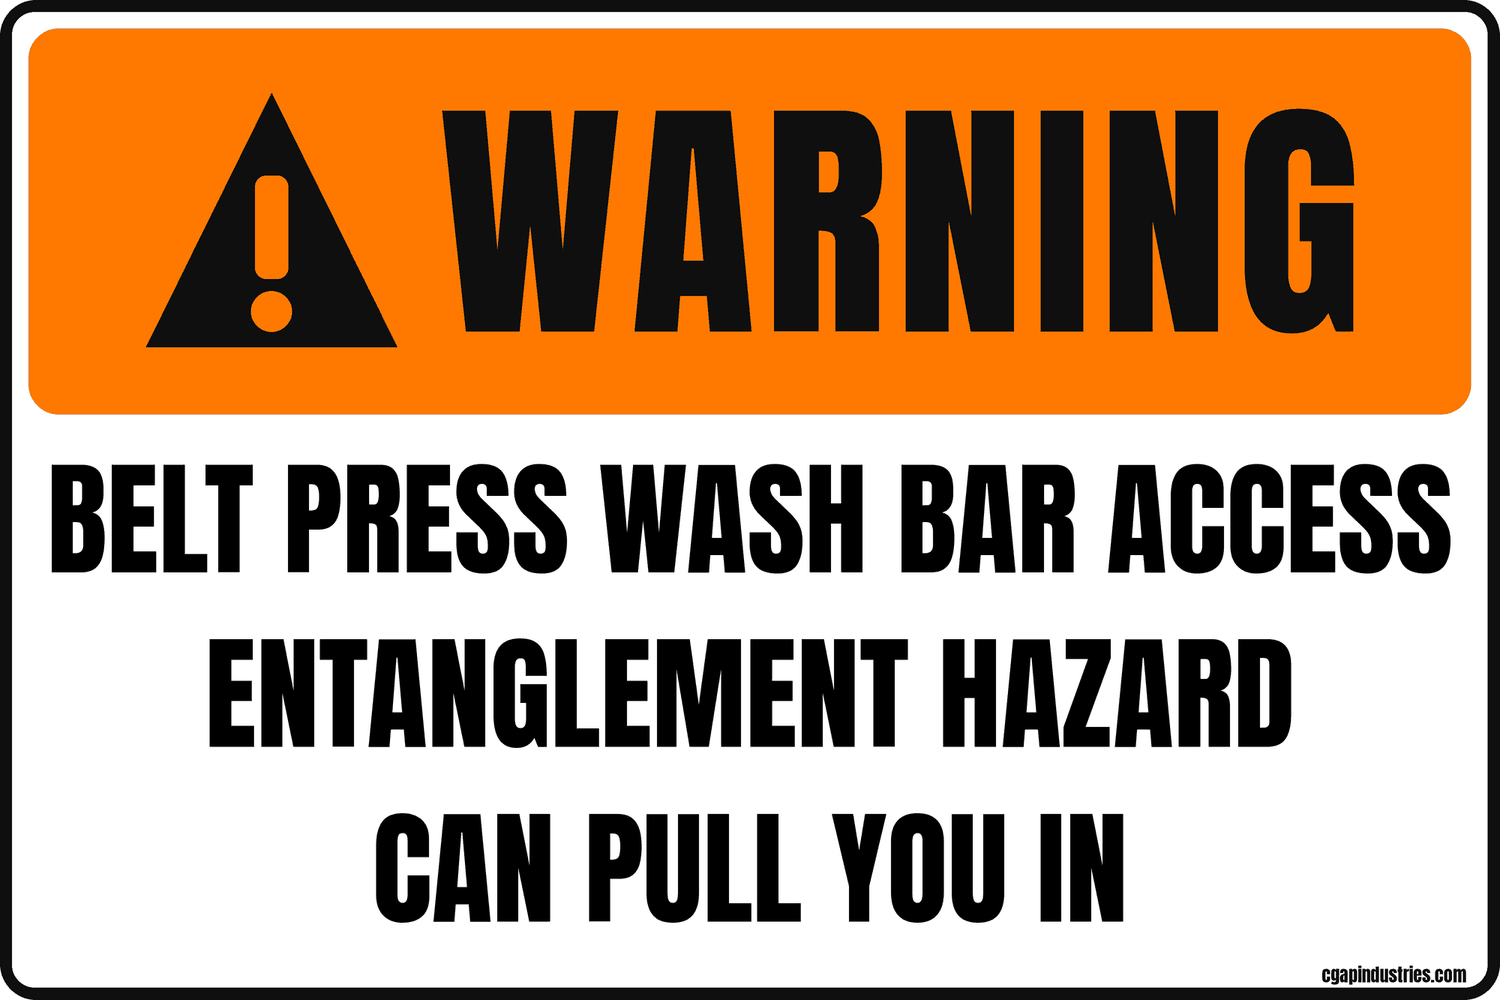 WARNING
BELT PRESS WASH BAR ACCESS
ENTANGLEMENT HAZARD
CAN PULL YOU IN
cgapindustries.com